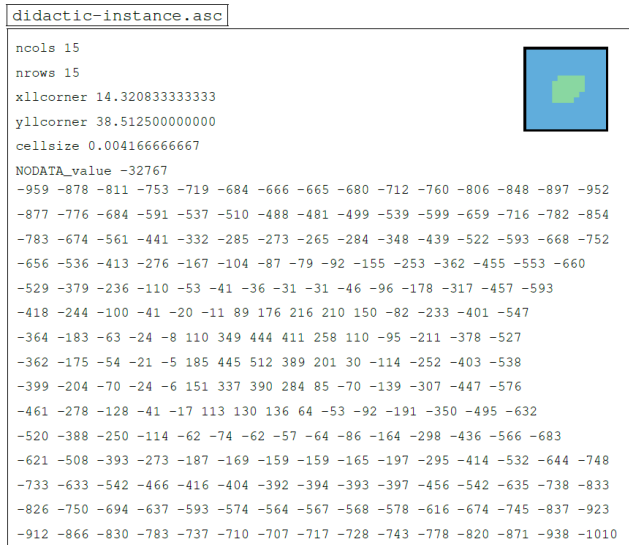 didactic-instance.asc
ncols 15
nrows 15
xllcorner 14.320833333333
yllcorner 38.512500000000
cellsize 0.004166666667
NODATA_value -32767
-959 -878 -811 -753 -719 -684 -666 -665 -680 -712 -760 -806 -848 -897 -952
-877 -776 -684 -591 -537 -510 -488 -481 -499 -539 -599 -659 -716 -782 -854
-783 -674 -561 -441 -332 -285 -273 -265 -284 -348 -439 -522 -593 -668 -752
-656 -536 -413 -276 -167 -104 -87 -79 -92 -155 -253 -362 -455 -553 -660
-529 -379 -236 -110 -53 -41 -36 -31 -31 -46 -96 -178 -317 -457 -593
-418 -244 -100 -41 -20 -11 89 176 216 210 150 -82 -233 -401 -547
-364 -183 -63 -24 -8 110 349 444 411 258 110 -95 -211 -378 -527
-362 -175 -54 -21 -5 185 445 512 389 201 30 -114 -252 -403 -538
-399 -204 -70 -24 -6 151 337 390 284 85 -70 -139 -307 -447 -576
-461 -278 -128 -41 -17 113 130 136 64 -53 -92 -191 -350 -495 -632
-520 -388 -250 -114 -62 -74 -62 -57 -64 -86 -164 -298 -436 -566 -683
-621 -508 -393 -273 -187 -169 -159 -159 -165 -197 -295 -414 -532 -644 -748
-733 -633 -542 -466 -416 -404 -392 -394 -393 -397 -456 -542 -635 -738 -833
-826 -750 -694 -637 -593 -574 -564 -567 -568 -578 -616 -674 -745 -837 -923
-912 -866 -830 -783 -737 -710 -707 -717 -728 -743 -778 -820 -871 -938 -1010